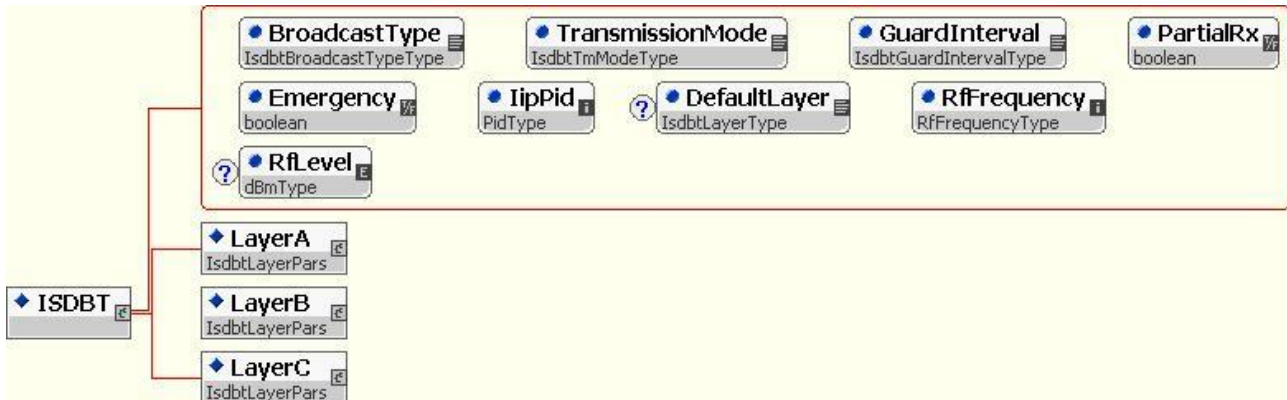 BroadcastType TransmissionMode GuardInterval PartialRx
IsdbtBroadcastTypeType IsdbtTmModeType IsdbtGuardIntervalType boolean
Emergency IipPid ? DefaultLayer RfFrequency
boolean PidType IsdbtLayerType RfFrequencyType
? RfLevel
dBmType
LayerA
IsdbtLayerPars
ISDBT
LayerB
IsdbtLayerPars
LayerC
IsdbtLayerPars